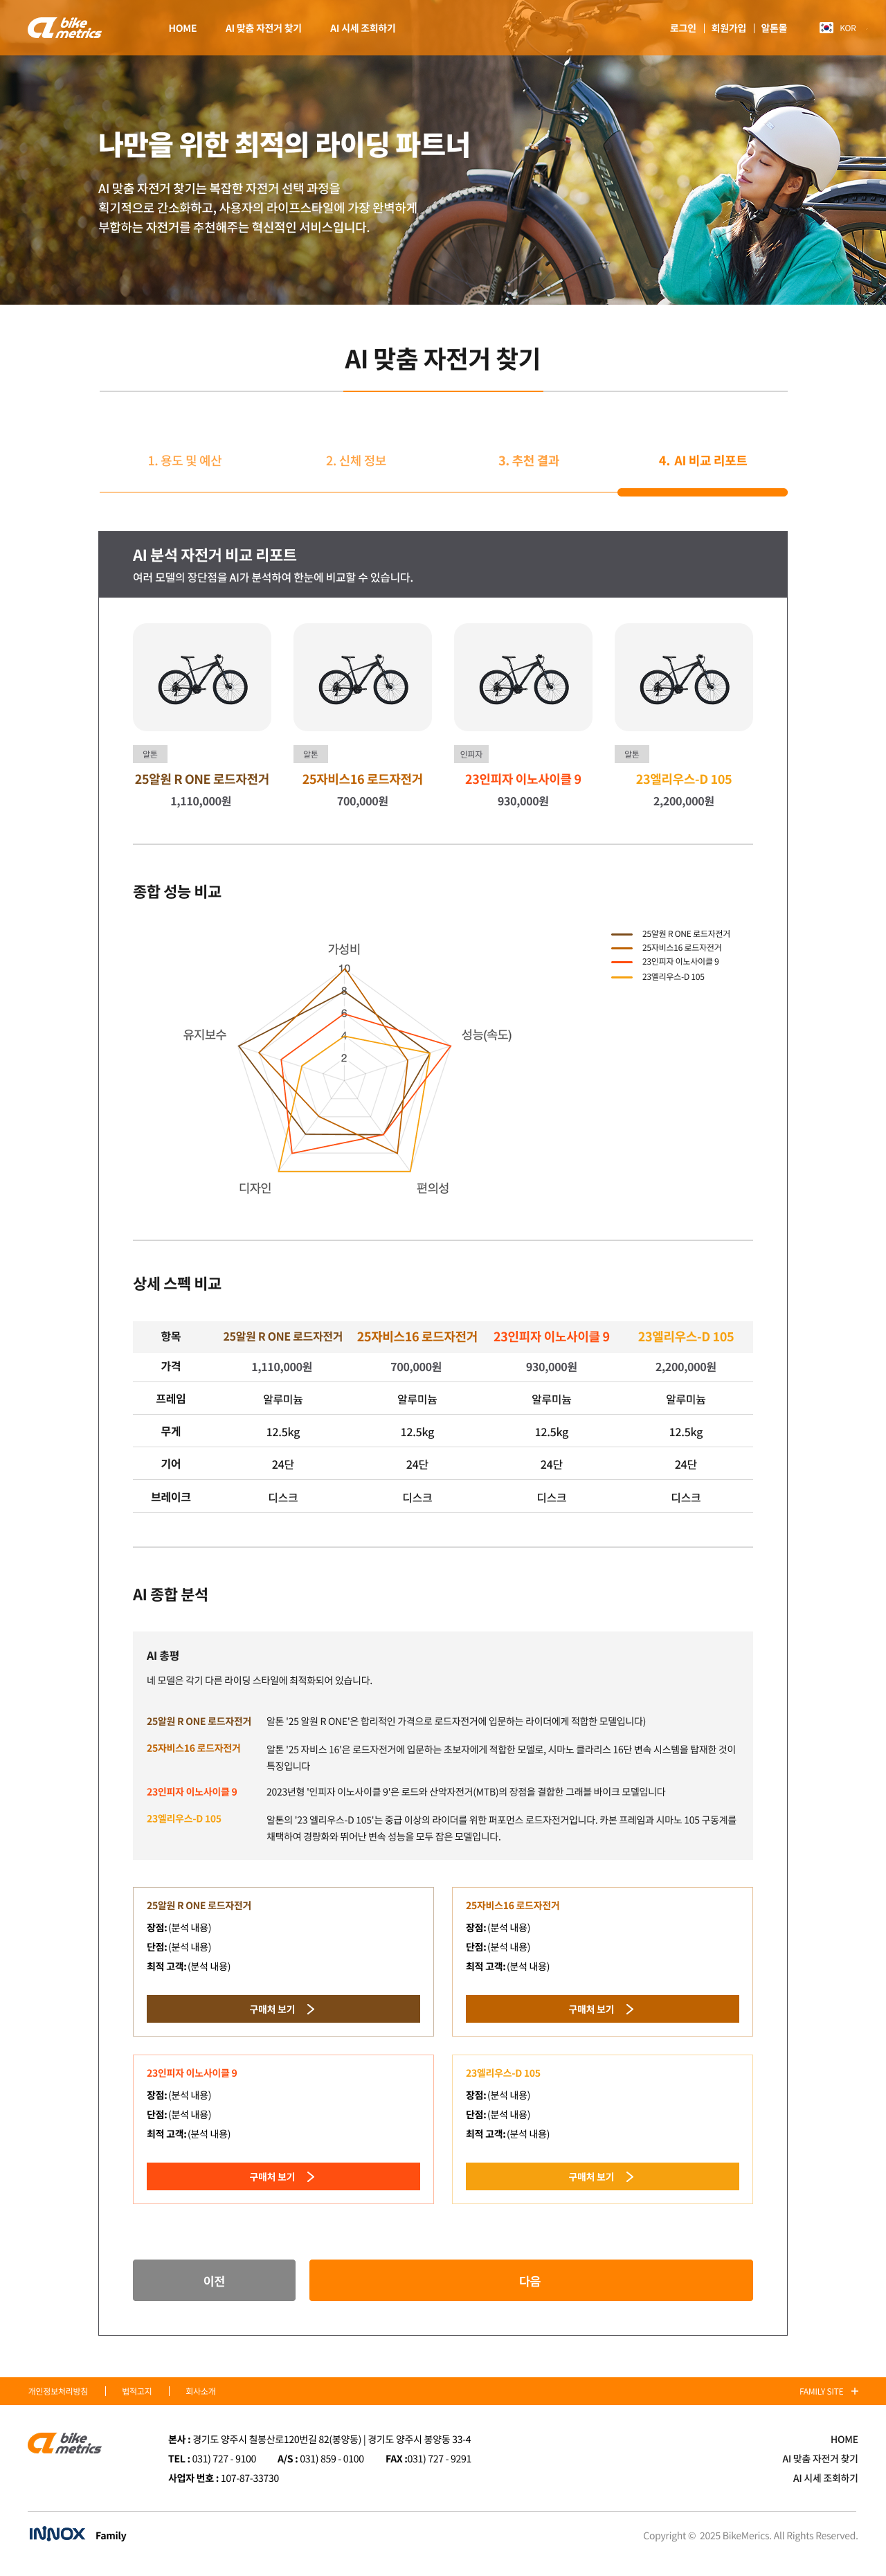 bike metrics
HOME
AI 맞춤 자전거 찾기
AI 시세 조회하기
로그인 | 회원가입 | 알톤몰
KOR
나만을 위한 최적의 라이딩 파트너
AI 맞춤 자전거 찾기는 복잡한 자전거 선택 과정을
획기적으로 간소화하고, 사용자의 라이프스타일에 가장 완벽하게
부합하는 자전거를 추천해주는 혁신적인 서비스입니다.
AI 맞춤 자전거 찾기
1. 용도 및 예산
2. 신체 정보
3. 추천 결과
4. AI 비교 리포트
AI 분석 자전거 비교 리포트
여러 모델의 장단점을 AI가 분석하여 한눈에 비교할 수 있습니다.
알톤
알톤
인피자
알톤
25알원 R ONE 로드자전거
25자비스16 로드자전거
23인피자 이노사이클 9
23엘리우스-D 105
1,110,000원
700,000원
930,000원
2,200,000원
종합 성능 비교
25알원 R ONE 로드자전거
25자비스16 로드자전거
23인피자 이노사이클 9
23엘리우스-D 105
가성비
10
8
6
4
2
유지보수
성능(속도)
디자인
편의성
상세 스펙 비교
항목 25알원 R ONE 로드자전거 25자비스16 로드자전거 23인피자 이노사이클 9 23엘리우스-D 105
가격 1,110,000원 700,000원 930,000원 2,200,000원
프레임 알루미늄 알루미늄 알루미늄 알루미늄
무게 12.5kg 12.5kg 12.5kg 12.5kg
기어 24단 24단 24단 24단
브레이크 디스크 디스크 디스크 디스크
AI 종합 분석
AI 총평
네 모델은 각기 다른 라이딩 스타일에 최적화되어 있습니다.
25알원 R ONE 로드자전거 알톤 '25 알원 R ONE'은 합리적인 가격으로 로드자전거에 입문하는 라이더에게 적합한 모델입니다)
25자비스16 로드자전거 알톤 '25 자비스 16'은 로드자전거에 입문하는 초보자에게 적합한 모델로, 시마노 클라리스 16단 변속 시스템을 탑재한 것이
특징입니다
23인피자 이노사이클 9 2023년형 '인피자 이노사이클 9'은 로드와 산악자전거(MTB)의 장점을 결합한 그래블 바이크 모델입니다
23엘리우스-D 105 알톤의 '23 엘리우스-D 105'는 중급 이상의 라이더를 위한 퍼포먼스 로드자전거입니다. 카본 프레임과 시마노 105 구동계를
채택하여 경량화와 뛰어난 변속 성능을 모두 잡은 모델입니다.
25알원 R ONE 로드자전거
장점: (분석 내용)
단점: (분석 내용)
최적 고객: (분석 내용)
구매처 보기
25자비스16 로드자전거
장점: (분석 내용)
단점: (분석 내용)
최적 고객: (분석 내용)
구매처 보기
23인피자 이노사이클 9
장점: (분석 내용)
단점: (분석 내용)
최적 고객: (분석 내용)
구매처 보기
23엘리우스-D 105
장점: (분석 내용)
단점: (분석 내용)
최적 고객: (분석 내용)
구매처 보기
이전
다음
개인정보처리방침 | 법적고지 | 회사소개
FAMILY SITE +
bike metrics
본사 : 경기도 양주시 칠봉산로120번길 82(봉양동) | 경기도 양주시 봉양동 33-4
TEL : 031) 727 - 9100 A/S : 031) 859 - 0100 FAX :031) 727 - 9291
사업자 번호 : 107-87-33730
HOME
AI 맞춤 자전거 찾기
AI 시세 조회하기
INNOX Family
Copyright © 2025 BikeMerics. All Rights Reserved.